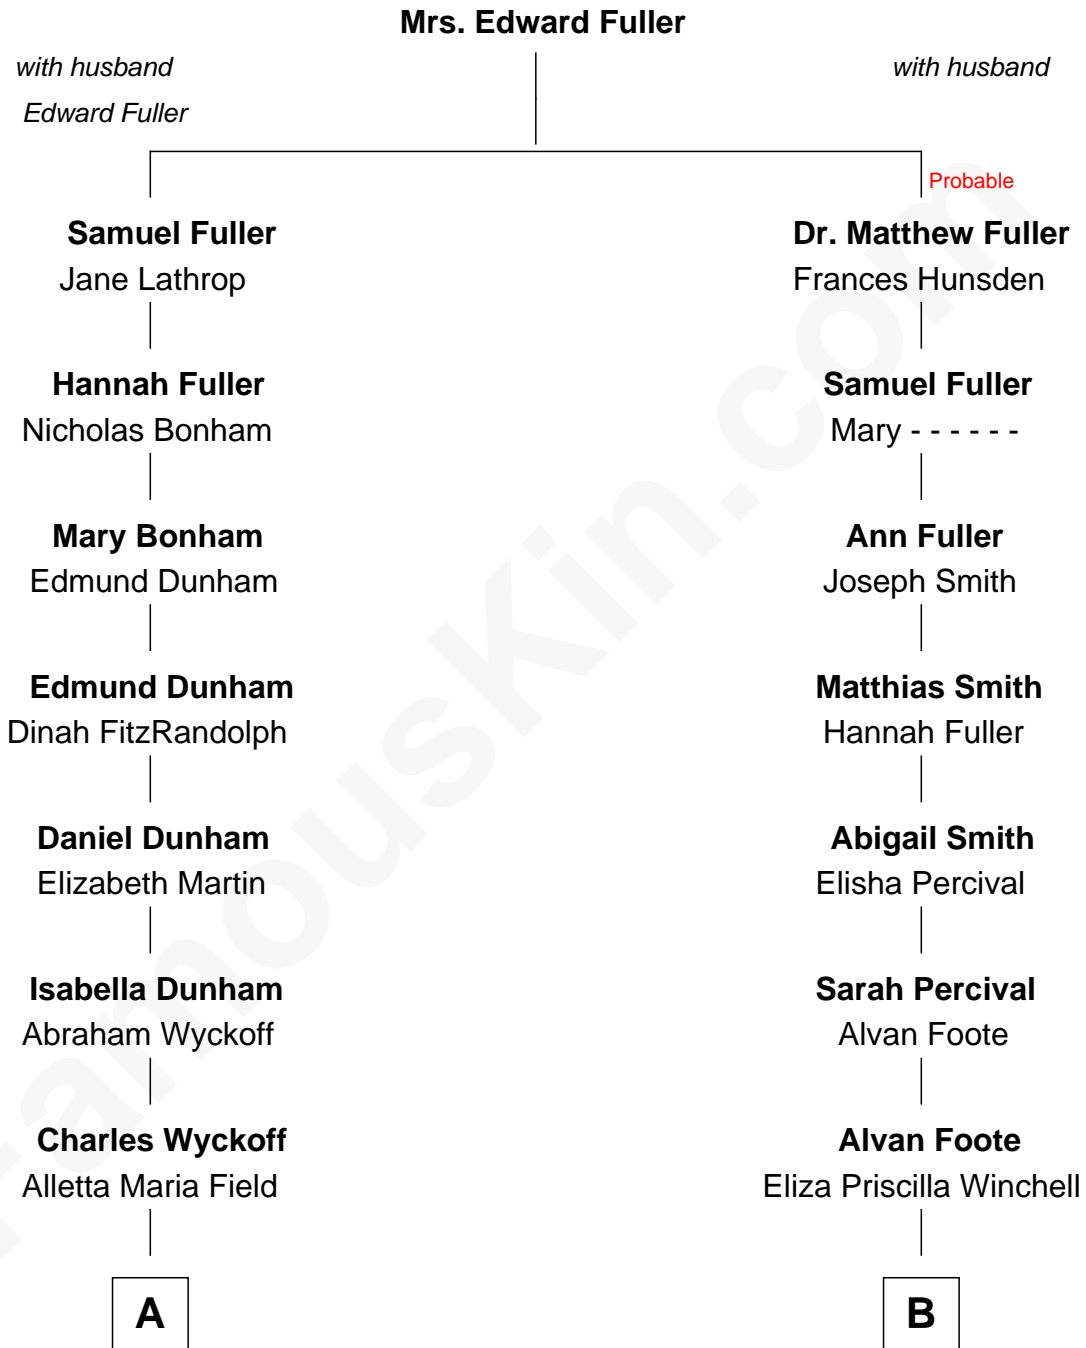 Mrs. Edward Fuller
with husband
Edward Fuller
with husband
Probable
Samuel Fuller
Jane Lathrop
Dr. Matthew Fuller
Frances Hunsden
Hannah Fuller
Nicholas Bonham
Samuel Fuller
Mary - - - - - -
Mary Bonham
Edmund Dunham
Ann Fuller
Joseph Smith
Edmund Dunham
Dinah FitzRandolph
Matthias Smith
Hannah Fuller
Daniel Dunham
Elizabeth Martin
Abigail Smith
Elisha Percival
Isabella Dunham
Abraham Wyckoff
Sarah Percival
Alvan Foote
Charles Wyckoff
Alletta Maria Field
Alvan Foote
Eliza Priscilla Winchell
A
B
FamousKin.com